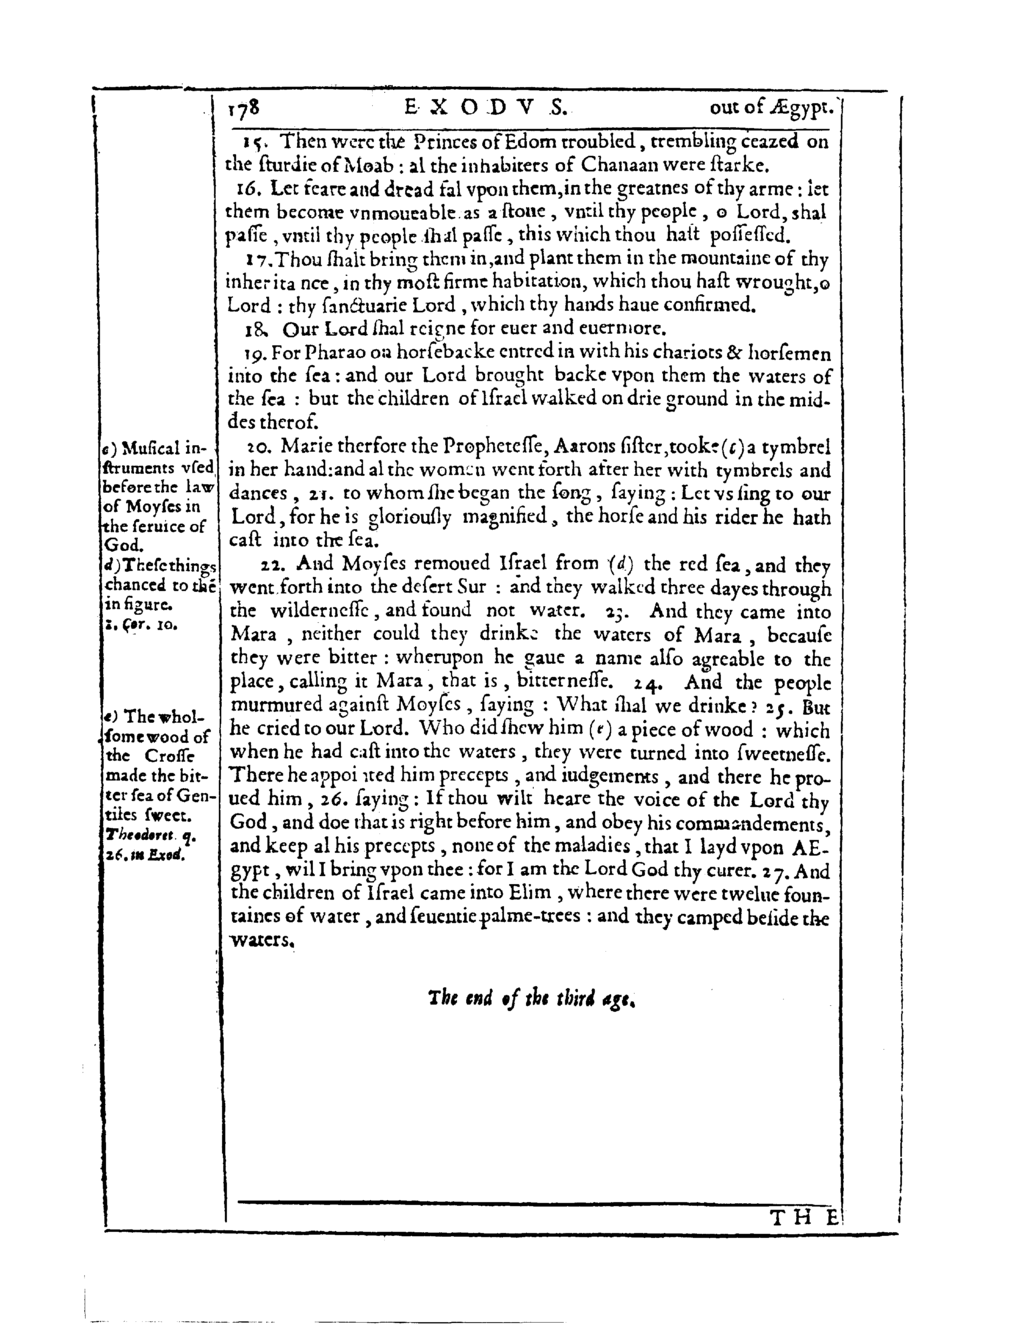 178 EXODVS. out of Ægypt.
15. Then were the Princes of Edom troubled, trembling ceazed on
the ſturdie of Moab : al the inhabiters of Chanaan were ſtarke.
16. Let feare and dread fal vpon them, in the greatnes of thy arme : let
them become vnmoueable as a ſtone, vntil thy people, o Lord, shal
paſſe, vntil thy people ſhal paſſe, this which thou haſt poſſeſſed.
17. Thou ſhalt bring them in, and plant them in the mountaine of thy
inheritance, in thy moſt firme habitation, which thou haſt wrought, o
Lord : thy ſanctuarie Lord, which thy hands haue confirmed.
18. Our Lord ſhal reigne for euer and euermore.
19. For Pharao on horſebacke entred in with his chariots & horſemen
into the ſea : and our Lord brought backe vpon them the waters of
the ſea : but the children of Iſrael walked on drie ground in the mid-
des therof.
20. Marie therfore the Propheteſſe, Aarons ſiſter, tooke (c) a tymbrel
in her hand: and al the women went forth after her with tymbrels and
dances, 21. to whom ſhe began the ſong, ſaying : Let vs ſing to our
Lord, for he is gloriouſly magnified, the horſe and his rider he hath
caſt into the ſea.
22. And Moyſes remoued Iſrael from (d) the red ſea, and they
went forth into the deſert Sur : and they walked three dayes through
the wilderneſſe, and found not water. 23. And they came into
Mara, neither could they drinke the waters of Mara, becauſe
they were bitter : wherupon he gaue a name alſo agreable to the
place, calling it Mara, that is, bitterneſſe. 24. And the people
murmured againſt Moyſes, ſaying : What ſhal we drinke? 25. But
he cried to our Lord. Who did ſhew him (e) a piece of wood : which
when he had caſt into the waters, they were turned into ſweetneſſe.
There he appointed him precepts, and iudgements, and there he pro-
ued him, 26. ſaying : If thou wilt heare the voice of the Lord thy
God, and doe that is right before him, and obey his commandements,
and keep al his precepts, none of the maladies, that I layd vpon AE-
gypt, wil I bring vpon thee : for I am the Lord God thy curer. 27. And
the children of Iſrael came into Elim, where there were twelue foun-
taines of water, and ſeuentie palme-trees : and they camped beſide the
waters.
c) Muſical in-
ſtruments vſed
before the law
of Moyſes in
the ſeruice of
God.
d) Theſe things
chanced to thē
in figure.
1. Cor. 10.
e) The whol-
ſome wood of
the Croſſe
made the bit-
ter ſea of Gen-
tiles ſweet.
Theodoret. q.
26. in Exod.
The end of the third age.
THE